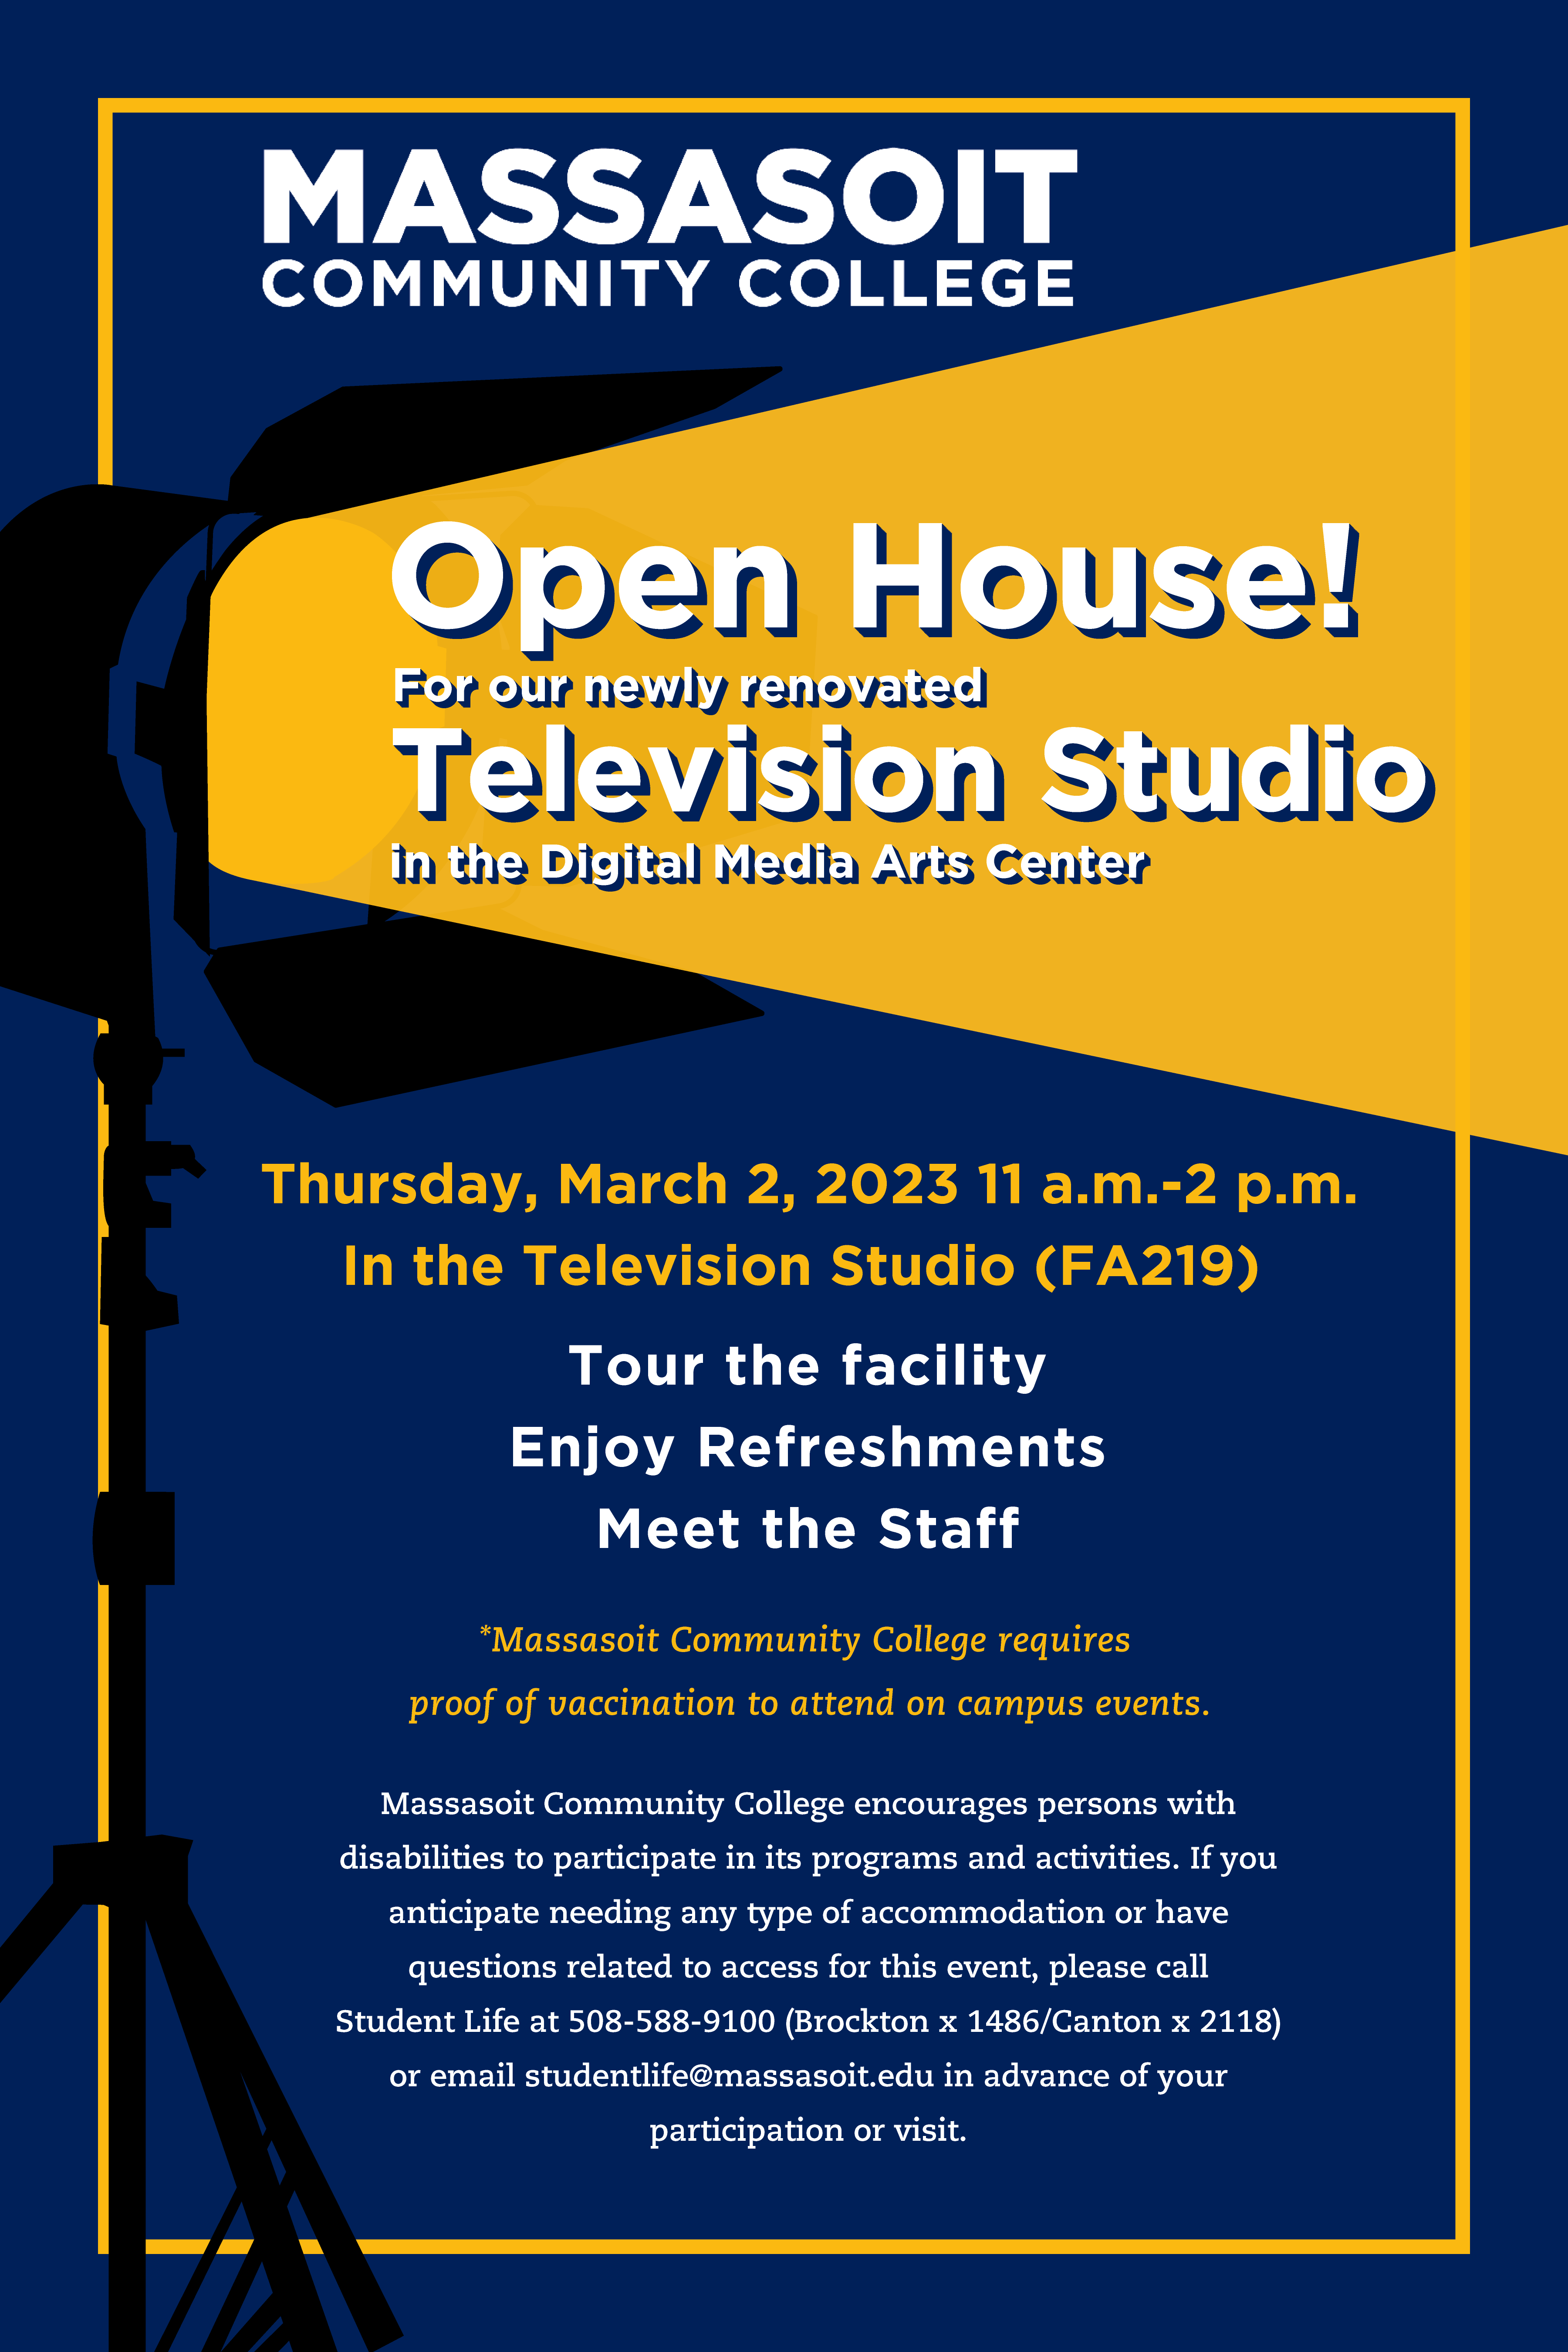 MASSASOIT
COMMUNITY COLLEGE
Open House!
For our newly renovated
Television Studio
in the Digital Media Arts Center
Thursday, March 2, 2023 11 a.m.-2 p.m.
In the Television Studio (FA219)
Tour the facility
Enjoy Refreshments
Meet the Staff
*Massasoit Community College requires
proof of vaccination to attend on campus events.
Massasoit Community College encourages persons with
disabilities to participate in its programs and activities. If you
anticipate needing any type of accommodation or have
questions related to access for this event, please call
Student Life at 508-588-9100 (Brockton x 1486/Canton x 2118)
or email studentlife@massasoit.edu in advance of your
participation or visit.